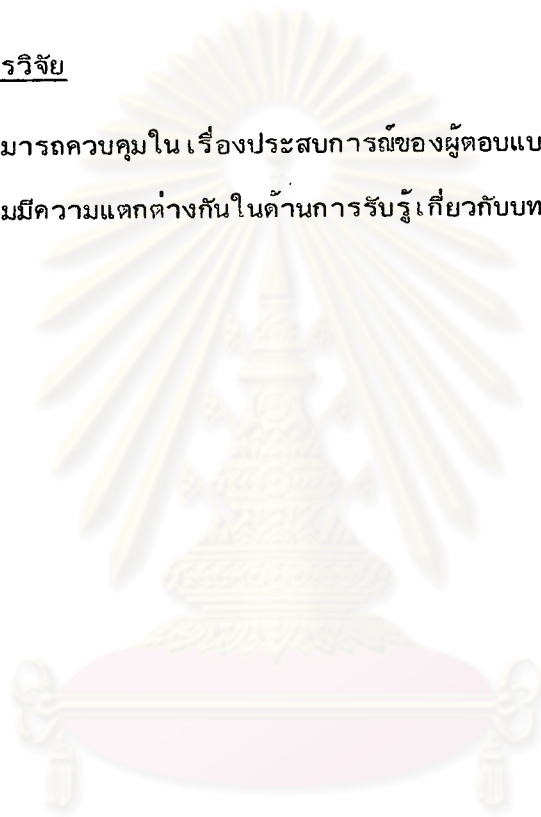 รวิจัย
มารถควบคุมในเรื่องประสบการณ์ของผู้ตอบแบ
มมีความแตกต่างกันในด้านการรับรู้เกี่ยวกับบท